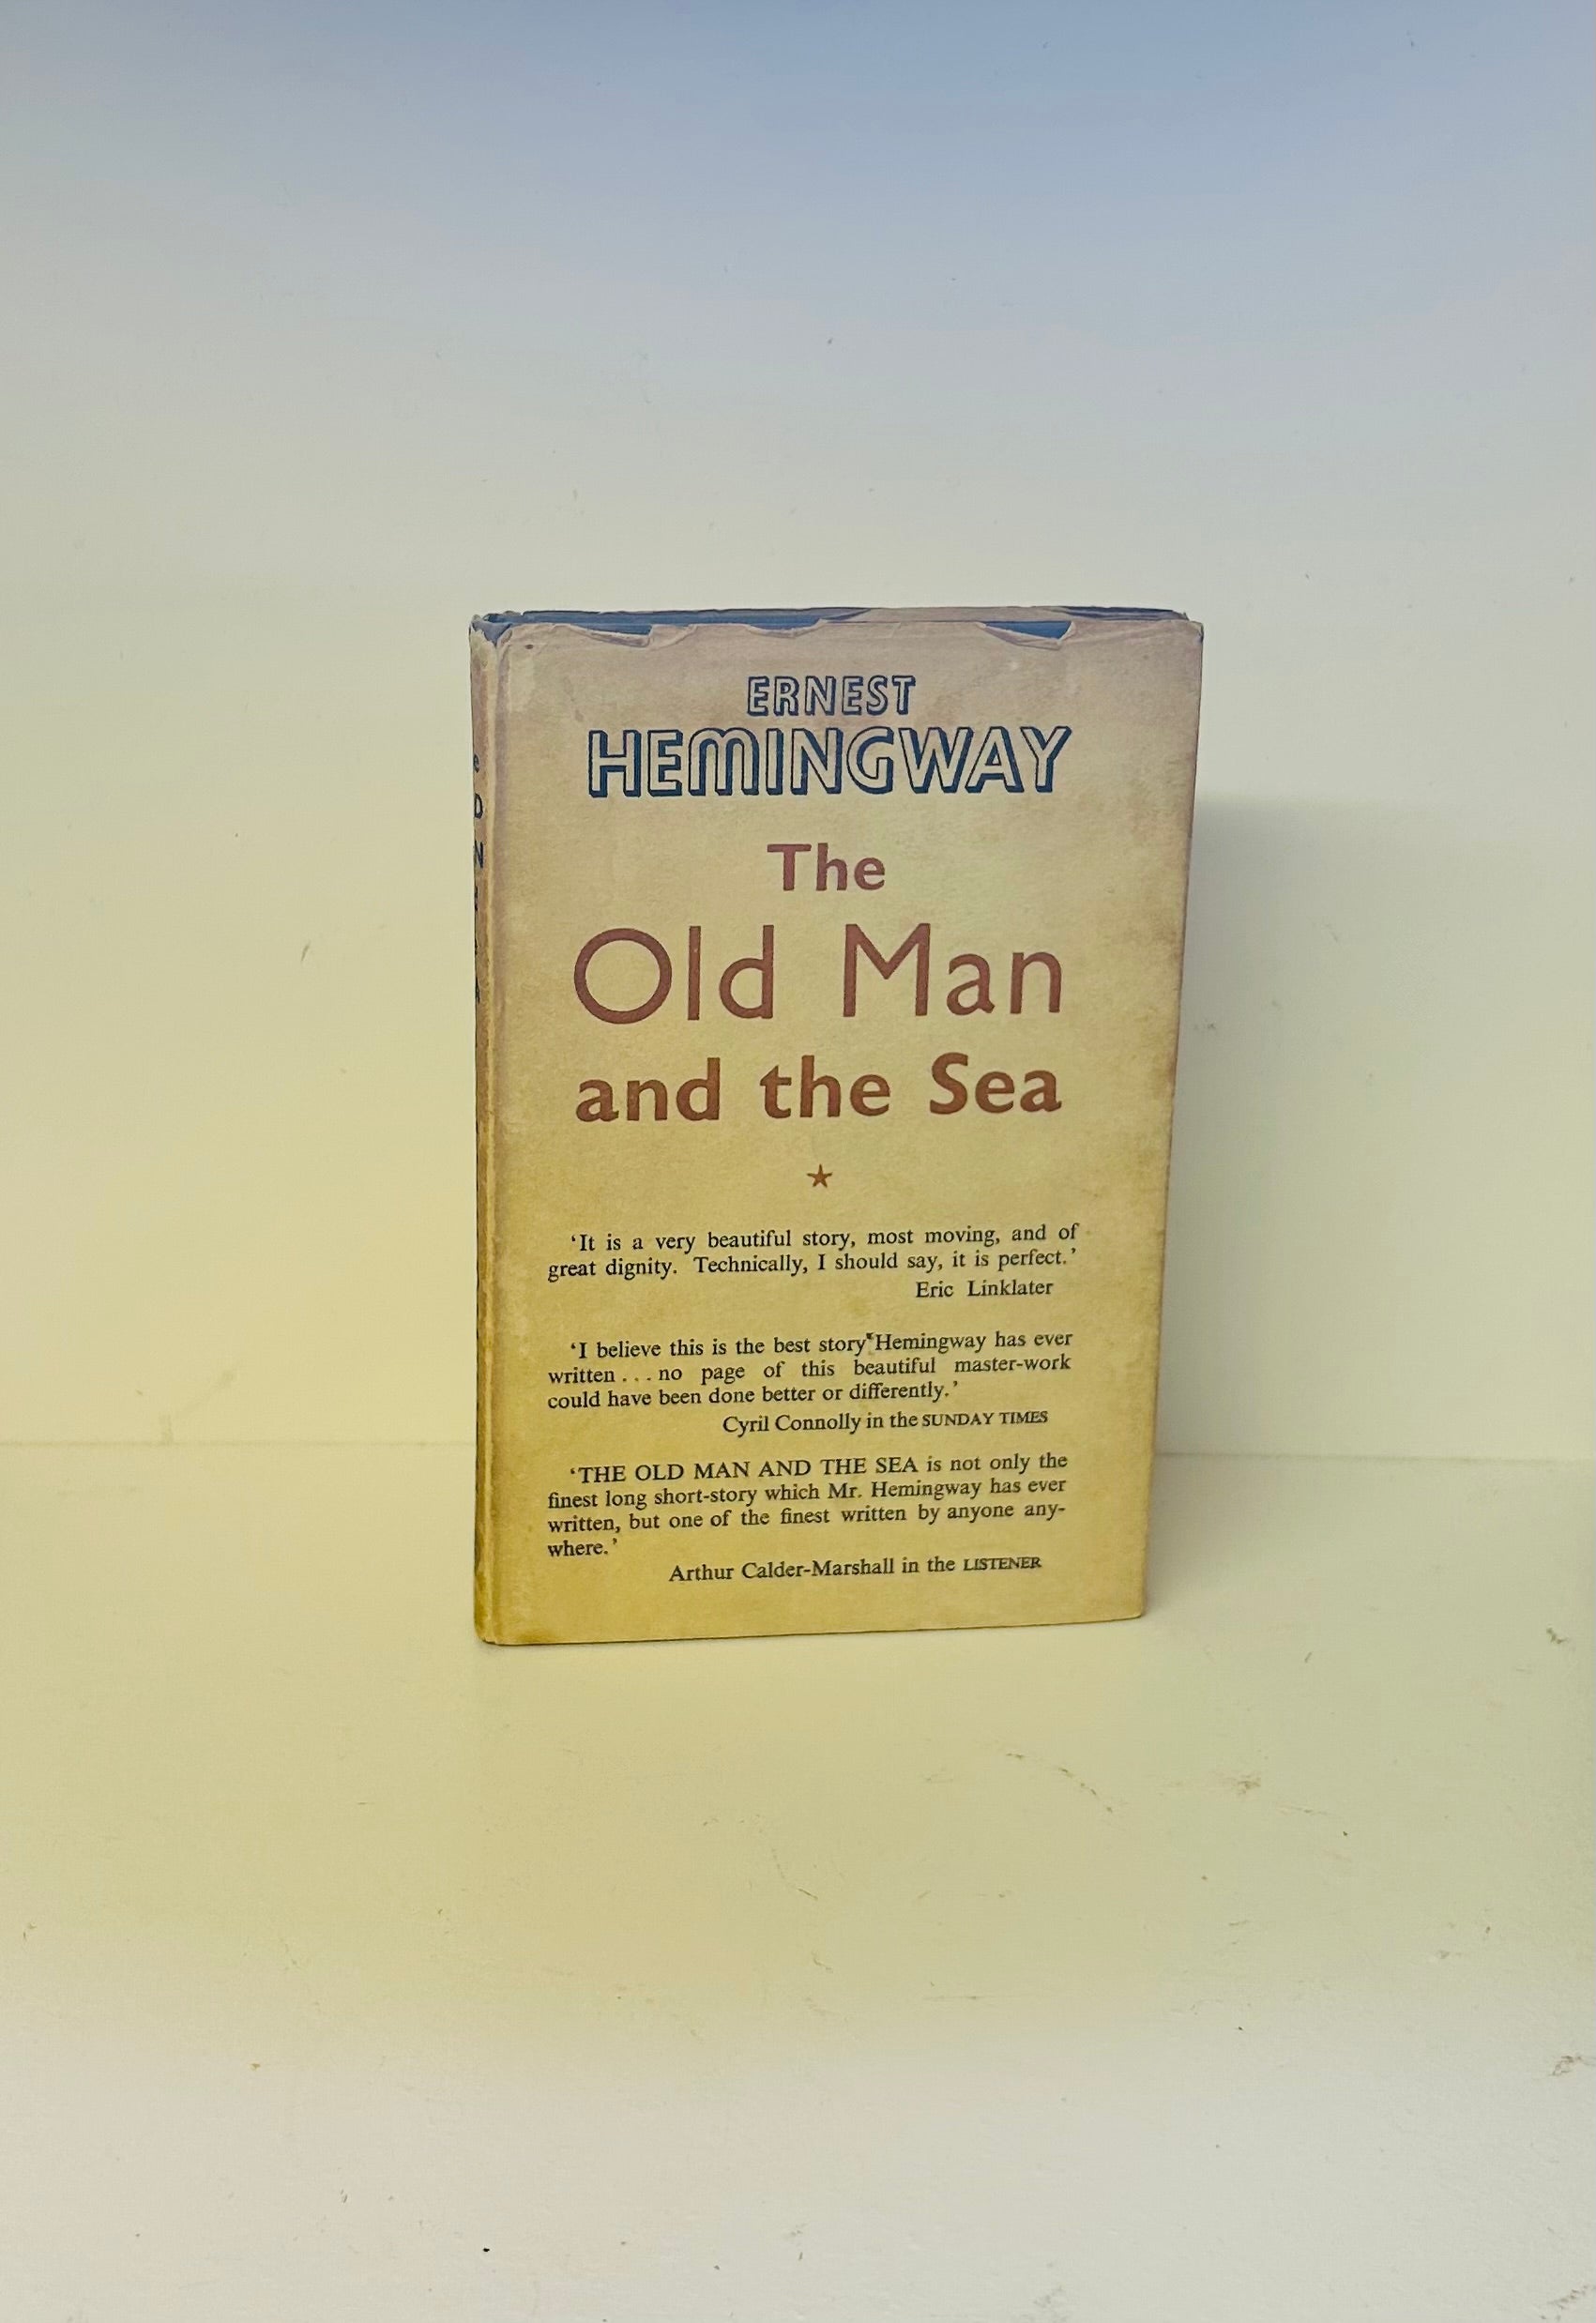 ERNEST
HEMINGWAY
The
Old Man
and the Sea
‘It is a very beautiful story, most moving, and of
great dignity. Technically, I should say, it is perfect.’
Eric Linklater
‘I believe this is the best story Hemingway has ever
written . . . no page of this beautiful master-work
could have been done better or differently.’
Cyril Connolly in the SUNDAY TIMES
‘THE OLD MAN AND THE SEA is not only the
finest long short-story which Mr. Hemingway has ever
written, but one of the finest written by anyone any-
where.’
Arthur Calder-Marshall in the LISTENER